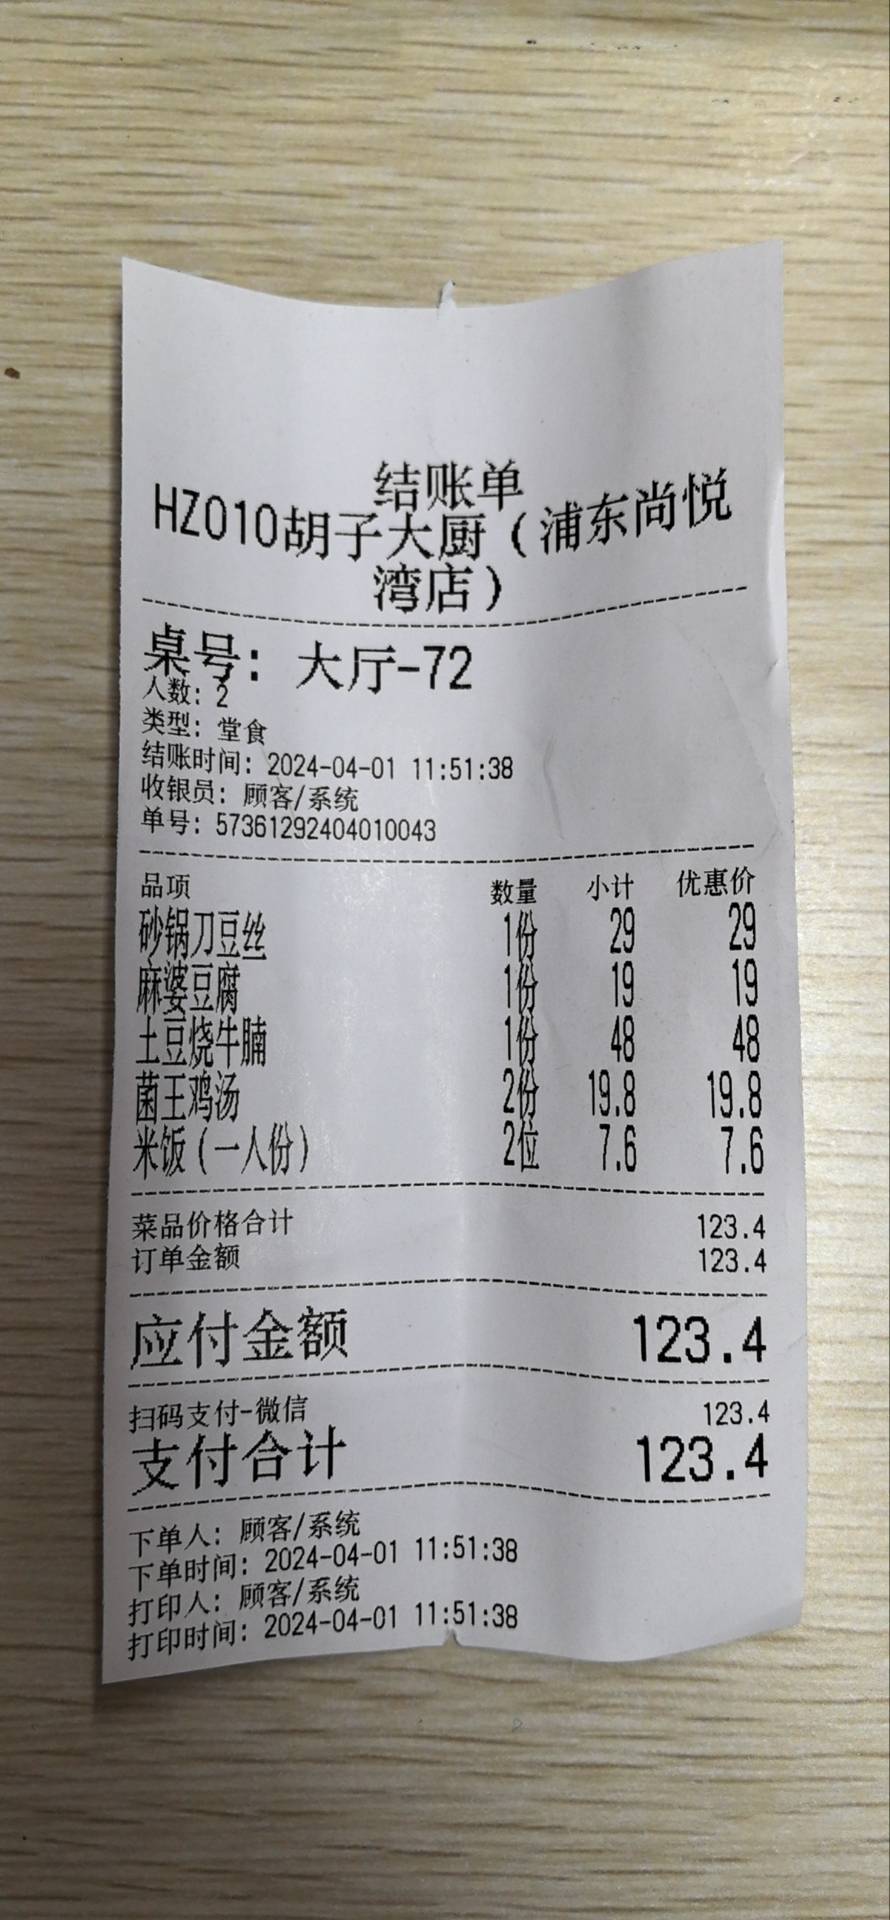 结账单
HZ010胡子大厨（浦东尚悦
湾店）
桌号: 大厅-72
人数: 2
类型: 堂食
结账时间: 2024-04-01 11:51:38
收银员: 顾客/系统
单号: 57361292404010043
品项 数量 小计 优惠价
砂锅刀豆丝 1份 29 29
麻婆豆腐 1份 19 19
土豆烧牛腩 1份 48 48
菌王鸡汤 2份 19.8 19.8
米饭（一人份） 2位 7.6 7.6
菜品价格合计 123.4
订单金额 123.4
应付金额 123.4
扫码支付-微信 123.4
支付合计 123.4
下单人: 顾客/系统
下单时间: 2024-04-01 11:51:38
打印人: 顾客/系统
打印时间: 2024-04-01 11:51:38